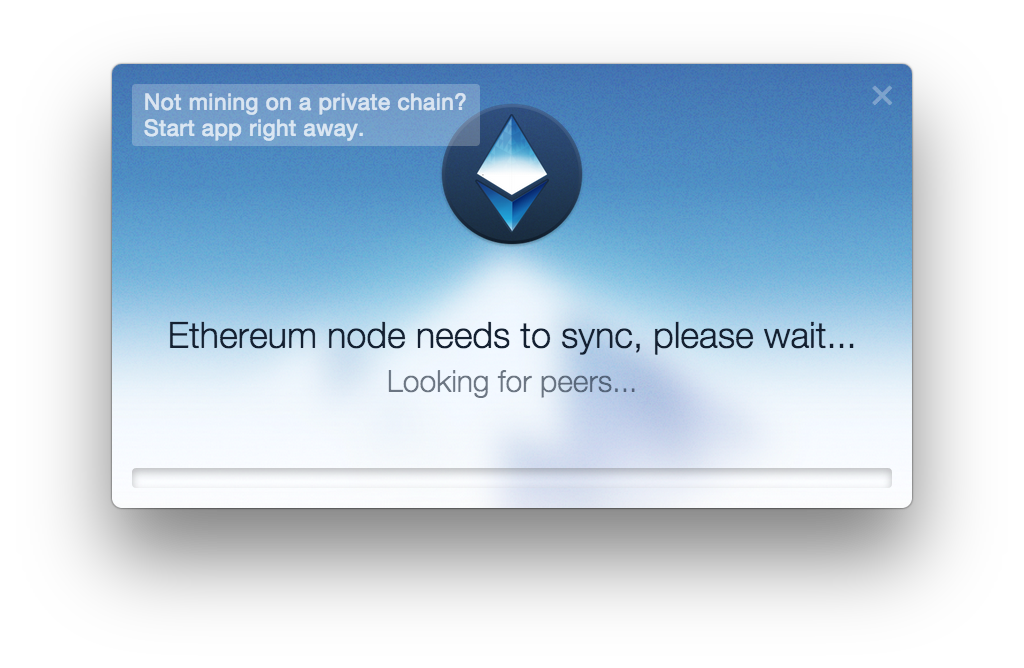 Not mining on a private chain?
Start app right away.
Ethereum node needs to sync, please wait...
Looking for peers...